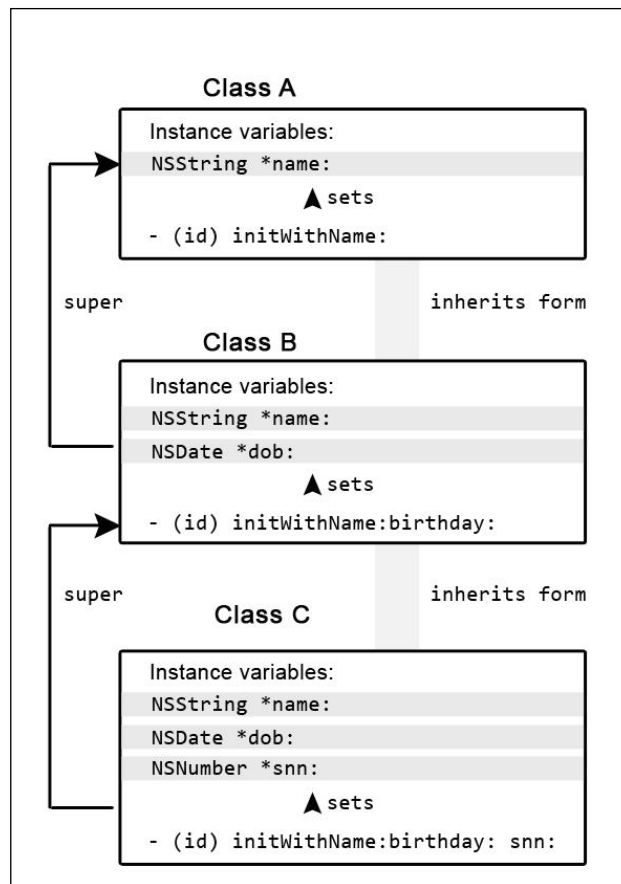 Class A
Instance variables:
NSString *name:
sets
- (id) initWithName:
super
inherits form
Class B
Instance variables:
NSString *name:
NSDate *dob:
sets
- (id) initWithName:birthday:
super
inherits form
Class C
Instance variables:
NSString *name:
NSDate *dob:
NSNumber *snn:
sets
- (id) initWithName:birthday: snn: